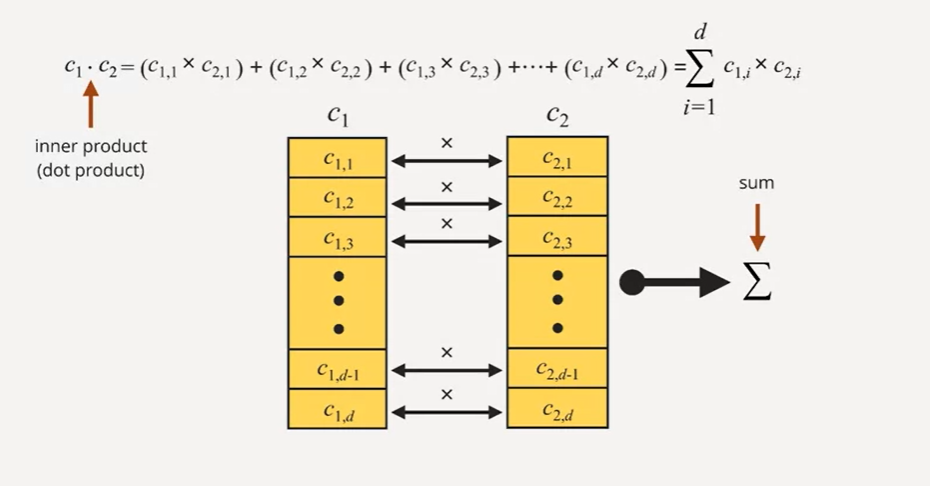 d
c₁ · c₂ = (c₁,₁ × c₂,₁) + (c₁,₂ × c₂,₂) + (c₁,₃ × c₂,₃) +⋯+ (c₁,d × c₂,d) = ∑ c₁,ᵢ × c₂,ᵢ
i=1
inner product
(dot product)
c₁ c₂
c₁,₁ × c₂,₁
c₁,₂ × c₂,₂
c₁,₃ × c₂,₃
sum
∑
c₁,d-1 × c₂,d-1
c₁,d × c₂,d